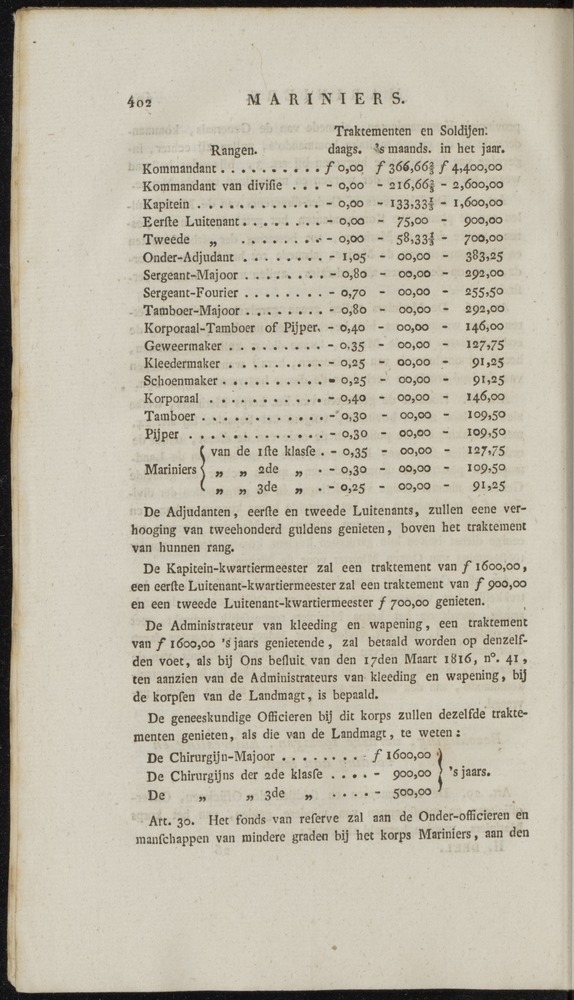 402 MARINIERS.
Traktementen en Soldijen.
Rangen. daags. 's maands. in het jaar.
Kommandant . . . . . . . . . . f 0,00 f 366,66⅔ f 4,400,00
Kommandant van diviſie . . . - 0,00 - 216,66⅔ - 2,600,00
Kapitein . . . . . . . . . . . . - 0,00 - 133,33⅓ - 1,600,00
Eerſte Luitenant . . . . . . . . - 0,00 - 75,00 - 900,00
Tweede „ . . . . . . . . - 0,00 - 58,33⅓ - 700,00
Onder-Adjudant . . . . . . . . - 1,05 - 00,00 - 383,25
Sergeant-Majoor . . . . . . . . - 0,80 - 00,00 - 292,00
Sergeant-Fourier . . . . . . . . - 0,70 - 00,00 - 255,50
Tamboer-Majoor . . . . . . . . - 0,80 - 00,00 - 292,00
Korporaal-Tamboer of Pijper. - 0,40 - 00,00 - 146,00
Geweermaker . . . . . . . . . - 0,35 - 00,00 - 127,75
Kleedermaker . . . . . . . . . - 0,25 - 00,00 - 91,25
Schoenmaker . . . . . . . . . . - 0,25 - 00,00 - 91,25
Korporaal . . . . . . . . . . . - 0,40 - 00,00 - 146,00
Tamboer . . . . . . . . . . . . - 0,30 - 00,00 - 109,50
Pijper . . . . . . . . . . . . . - 0,30 - 00,00 - 109,50
van de 1ſte klasſe . - 0,35 - 00,00 - 127,75
Mariniers { „ „ 2de „ . - 0,30 - 00,00 - 109,50
„ „ 3de „ . - 0,25 - 00,00 - 91,25
De Adjudanten, eerſte en tweede Luitenants, zullen eene ver-
hooging van tweehonderd guldens genieten, boven het traktement
van hunnen rang.
De Kapitein-kwartiermeester zal een traktement van f 1600,00,
een eerſte Luitenant-kwartiermeester zal een traktement van f 900,00
en een tweede Luitenant-kwartiermeester f 700,00 genieten.
De Administrateur van kleeding en wapening, een traktement
van f 1600,00 's jaars genietende, zal betaald worden op denzelf-
den voet, als bij Ons beſluit van den 17den Maart 1816, n°. 41,
ten aanzien van de Administrateurs van kleeding en wapening, bij
de korpſen van de Landmagt, is bepaald.
De geneeskundige Officieren bij dit korps zullen dezelfde trakte-
menten genieten, als die van de Landmagt, te weten:
De Chirurgijn-Majoor . . . . . . . . f 1600,00
De Chirurgijns der 2de klasſe . . . . - 900,00 } 's jaars.
De „ „ 3de „ . . . . - 500,00
Art. 30. Het fonds van reſerve zal aan de Onder-officieren en
manſchappen van mindere graden bij het korps Mariniers, aan den